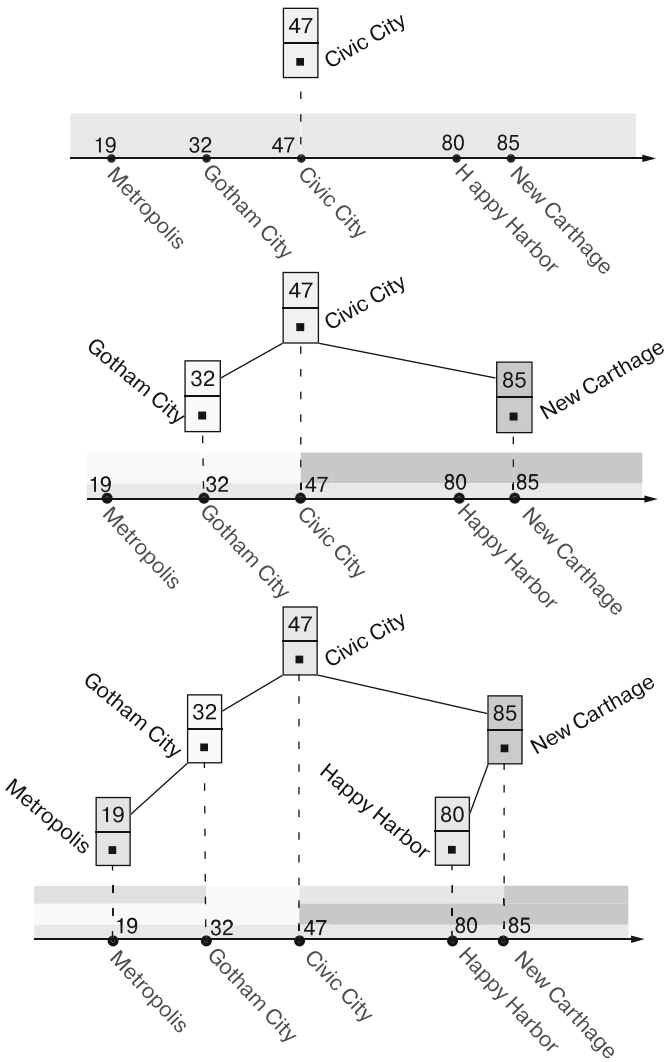 47
Civic City
19 32 47 80 85
Metropolis Gotham City Civic City H appy Harbor New Carthage
47
Civic City
Gotham City 32 85 New Carthage
19 32 47 80 85
Metropolis Gotham City Civic City Happy Harbor New Carthage
47
Civic City
Gotham City 32 85 New Carthage
Metropolis 19 Happy Harbor 80
19 32 47 80 85
Metropolis Gotham City Civic City Happy Harbor New Carthage